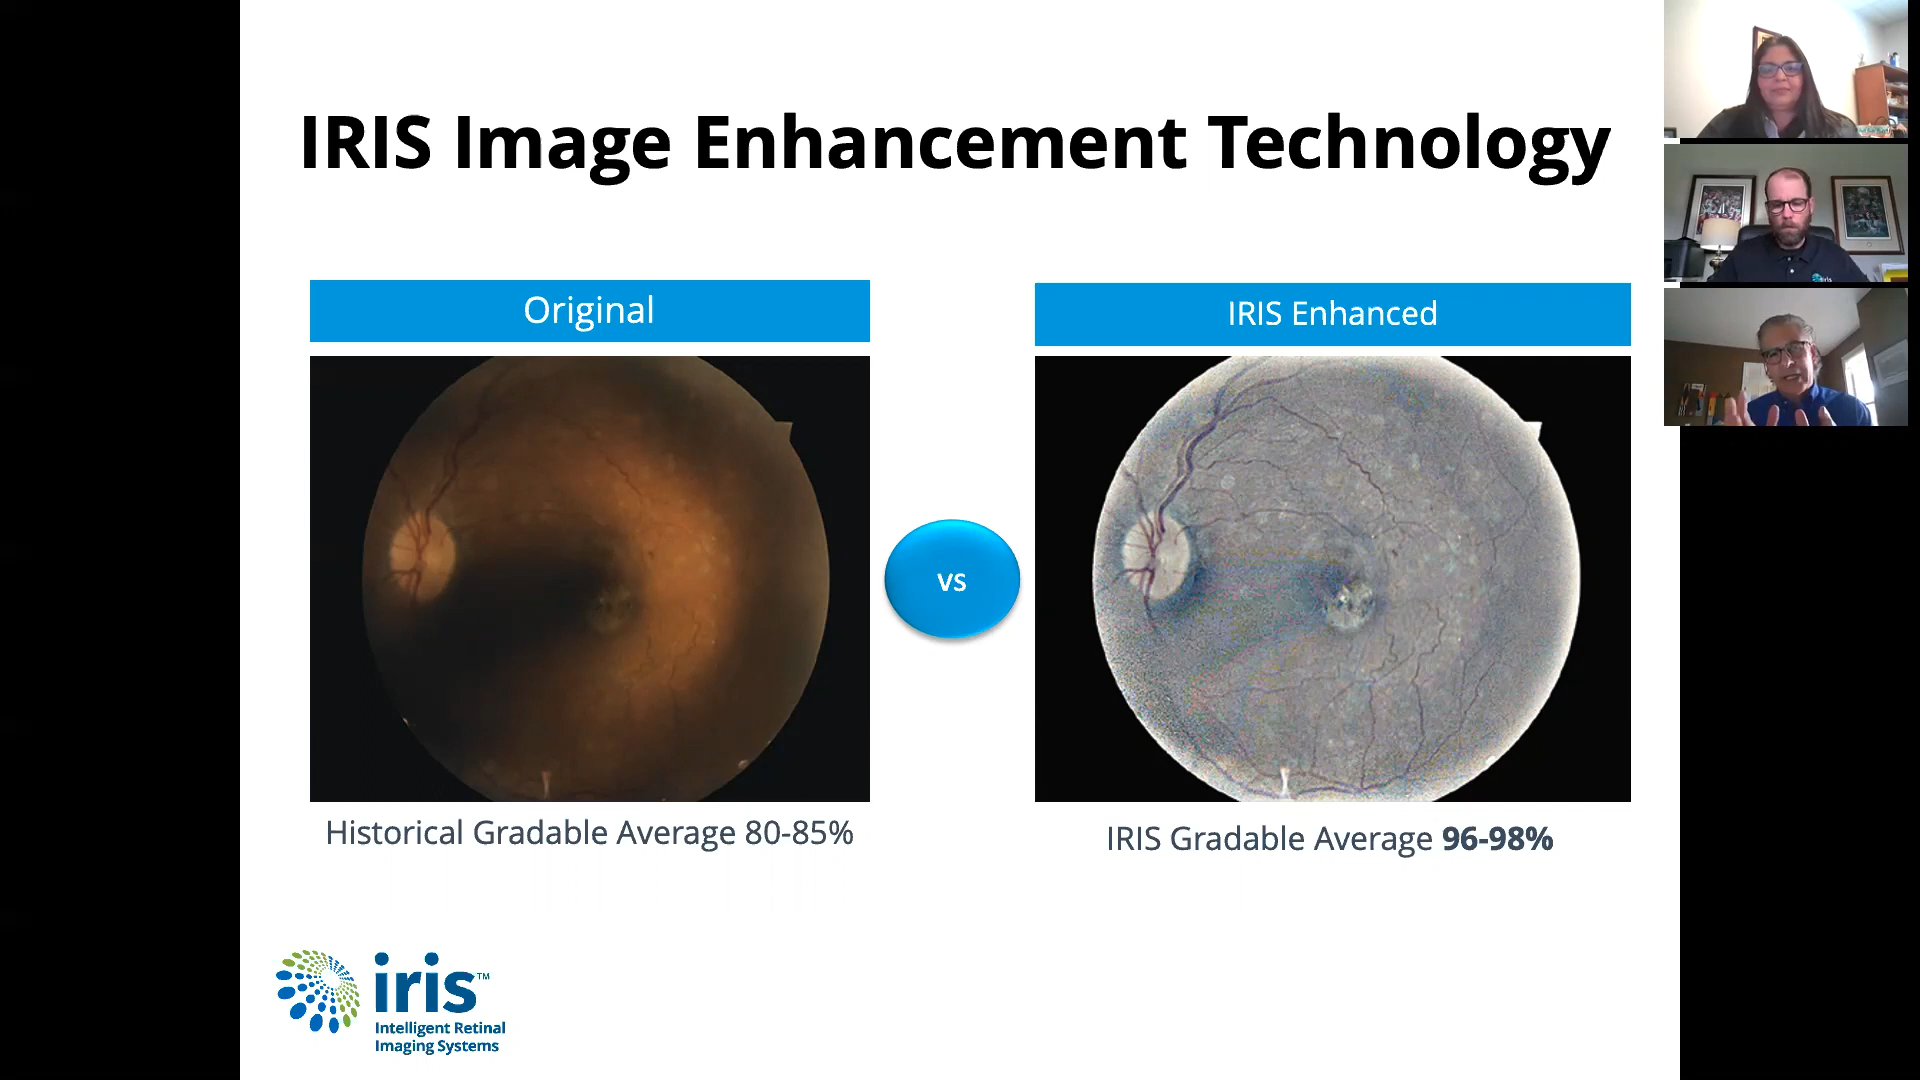 IRIS Image Enhancement Technology
Original
IRIS Enhanced
vs
Historical Gradable Average 80-85%
IRIS Gradable Average 96-98%
iris™
Intelligent Retinal
Imaging Systems
iris